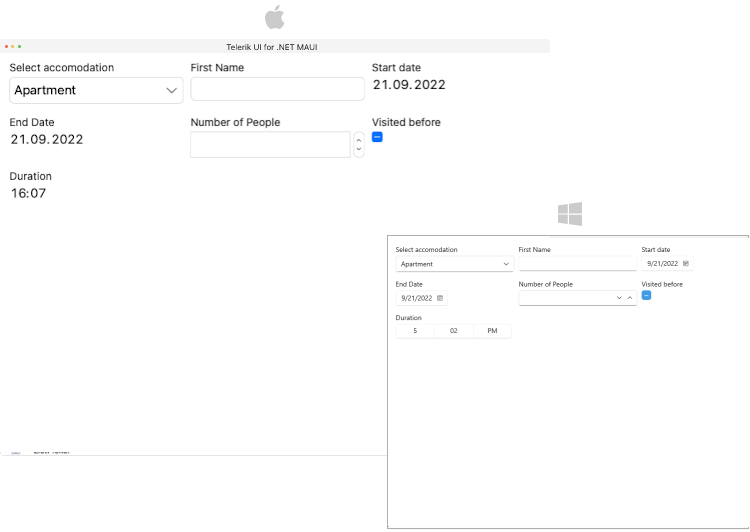 Telerik UI for .NET MAUI
Select accomodation
First Name
Start date
Apartment
21.09.2022
End Date
Number of People
Visited before
21.09.2022
Duration
16:07
Select accomodation
First Name
Start date
Apartment
9/21/2022
End Date
Number of People
Visited before
9/21/2022
Duration
5 02 PM